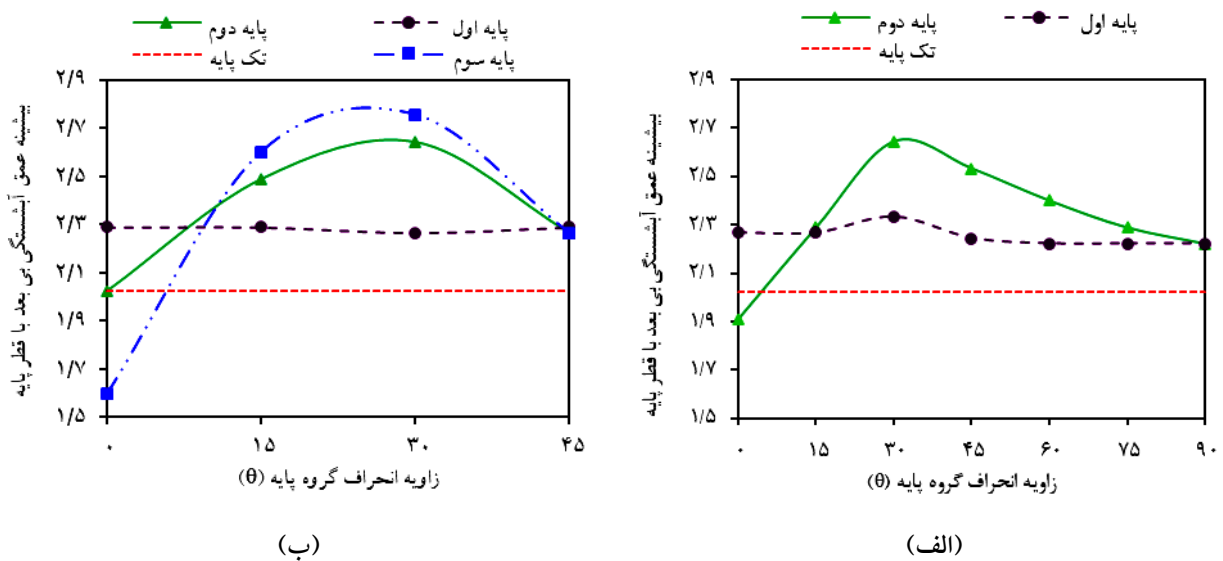 پایه اول
پایه دوم
تک پایه
بیشینه عمق آبشستگی بی بعد با قطر پایه
۲/۹
۲/۷
۲/۵
۲/۳
۲/۱
۱/۹
۱/۷
۱/۵
۰ ۱۵ ۳۰ ۴۵ ۶۰ ۷۵ ۹۰
زاویه انحراف گروه پایه (θ)
(الف)
پایه اول
پایه دوم
پایه سوم
تک پایه
بیشینه عمق آبشستگی بی بعد با قطر پایه
۲/۹
۲/۷
۲/۵
۲/۳
۲/۱
۱/۹
۱/۷
۱/۵
۰ ۱۵ ۳۰ ۴۵
زاویه انحراف گروه پایه (θ)
(ب)